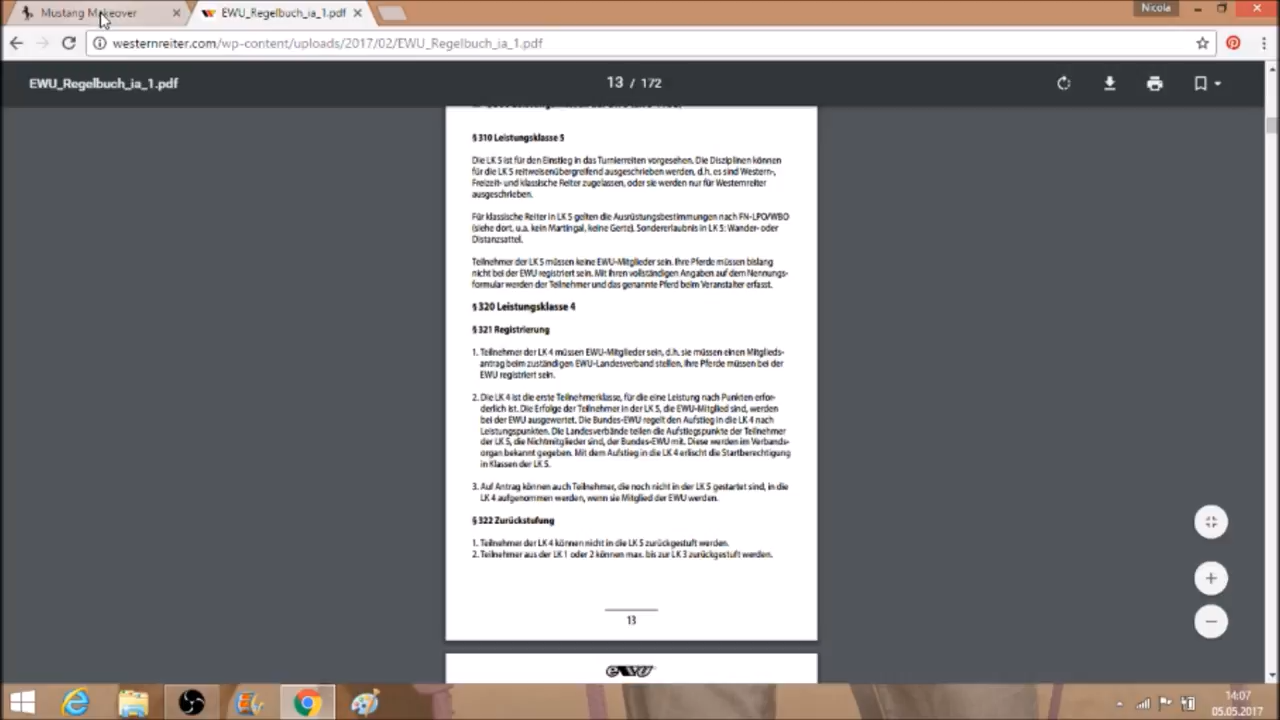 Mustang Makeover
EWU_Regelbuch_ia_1.pdf
Nicola
westernreiter.com/wp-content/uploads/2017/02/EWU_Regelbuch_ia_1.pdf
EWU_Regelbuch_ia_1.pdf
13 / 172
§ 310 Leistungsklasse 5
Die LK 5 ist für den Einstieg in das Turnierreiten vorgesehen. Die Disziplinen können
für die LK 5 reitweisenübergreifend ausgeschrieben werden, d.h. es sind Western-,
Freizeit- und klassische Reiter zugelassen, oder sie werden nur für Westernreiter
ausgeschrieben.
Für klassische Reiter in LK 5 gelten die Ausrüstungsbestimmungen nach FN-LPO/WBO
(siehe dort, u.a. kein Martingal, keine Gerte). Sondererlaubnis in LK 5: Wander- oder
Distanzsattel.
Teilnehmer der LK 5 müssen keine EWU-Mitglieder sein. Ihre Pferde müssen bislang
nicht bei der EWU registriert sein. Mit ihren vollständigen Angaben auf dem Nennungs-
formular werden der Teilnehmer und das genannte Pferd beim Veranstalter erfasst.
§ 320 Leistungsklasse 4
§ 321 Registrierung
1. Teilnehmer der LK 4 müssen EWU-Mitglieder sein, d.h. sie müssen einen Mitglieds-
antrag beim zuständigen EWU-Landesverband stellen. Ihre Pferde müssen bei der
EWU registriert sein.
2. Die LK 4 ist die erste Teilnehmerklasse, für die eine Leistung nach Punkten erfor-
derlich ist. Die Erfolge der Teilnehmer in der LK 5, die EWU-Mitglied sind, werden
bei der EWU ausgewertet. Die Bundes-EWU regelt den Aufstieg in die LK 4 nach
Leistungspunkten. Die Landesverbände teilen die Aufstiegspunkte der Teilnehmer
der LK 5, die Nichtmitglieder sind, der Bundes-EWU mit. Diese werden im Verbands-
organ bekannt gegeben. Mit dem Aufstieg in die LK 4 erlischt die Startberechtigung
in Klassen der LK 5.
3. Auf Antrag können auch Teilnehmer, die noch nicht in der LK 5 gestartet sind, in die
LK 4 aufgenommen werden, wenn sie Mitglied der EWU werden.
§ 322 Zurückstufung
1. Teilnehmer der LK 4 können nicht in die LK 5 zurückgestuft werden.
2. Teilnehmer aus der LK 1 oder 2 können max. bis zur LK 3 zurückgestuft werden.
13
ewu
14:07
05.05.2017